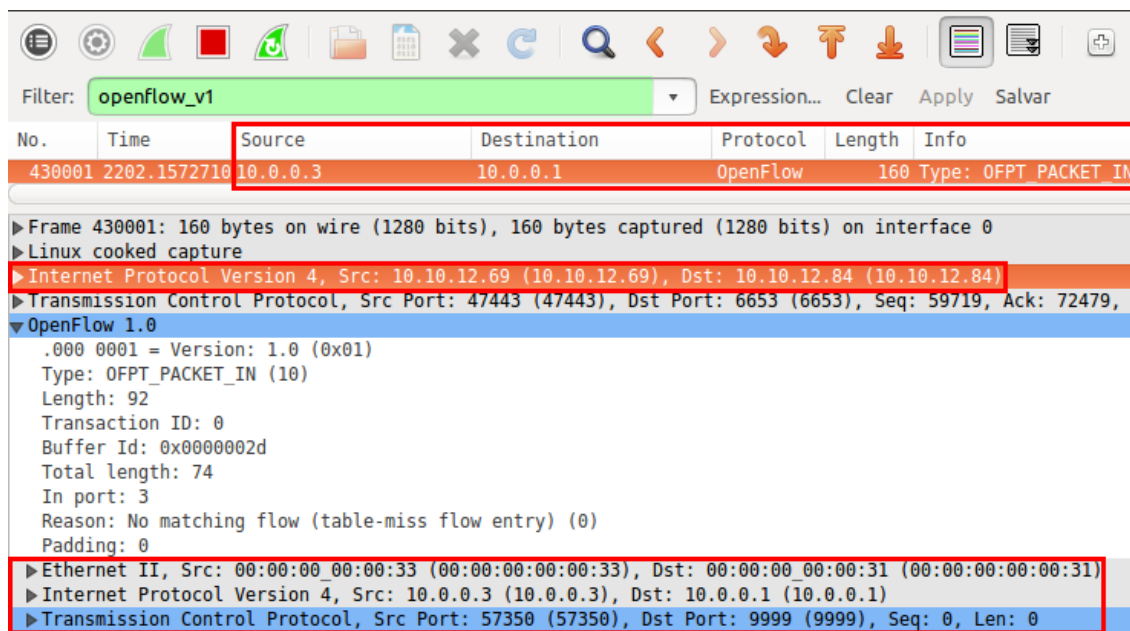 Filter: openflow_v1 Expression... Clear Apply Salvar
No. Time Source Destination Protocol Length Info
430001 2202.1572710 10.0.0.3 10.0.0.1 OpenFlow 160 Type: OFPT_PACKET_IN
Frame 430001: 160 bytes on wire (1280 bits), 160 bytes captured (1280 bits) on interface 0
Linux cooked capture
Internet Protocol Version 4, Src: 10.10.12.69 (10.10.12.69), Dst: 10.10.12.84 (10.10.12.84)
Transmission Control Protocol, Src Port: 47443 (47443), Dst Port: 6653 (6653), Seq: 59719, Ack: 72479,
OpenFlow 1.0
.000 0001 = Version: 1.0 (0x01)
Type: OFPT_PACKET_IN (10)
Length: 92
Transaction ID: 0
Buffer Id: 0x0000002d
Total length: 74
In port: 3
Reason: No matching flow (table-miss flow entry) (0)
Padding: 0
Ethernet II, Src: 00:00:00_00:00:33 (00:00:00:00:00:33), Dst: 00:00:00_00:00:31 (00:00:00:00:00:31)
Internet Protocol Version 4, Src: 10.0.0.3 (10.0.0.3), Dst: 10.0.0.1 (10.0.0.1)
Transmission Control Protocol, Src Port: 57350 (57350), Dst Port: 9999 (9999), Seq: 0, Len: 0